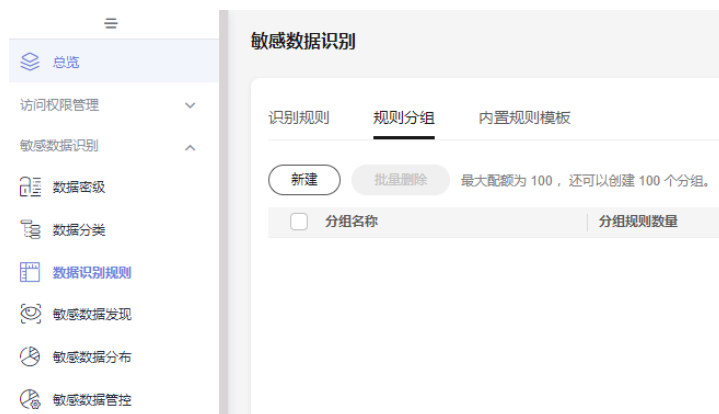 总览
访问权限管理
敏感数据识别
数据密级
数据分类
数据识别规则
敏感数据发现
敏感数据分布
敏感数据管控
敏感数据识别
识别规则 规则分组 内置规则模板
新建 批量删除 最大配额为 100 ，还可以创建 100 个分组。
分组名称 分组规则数量